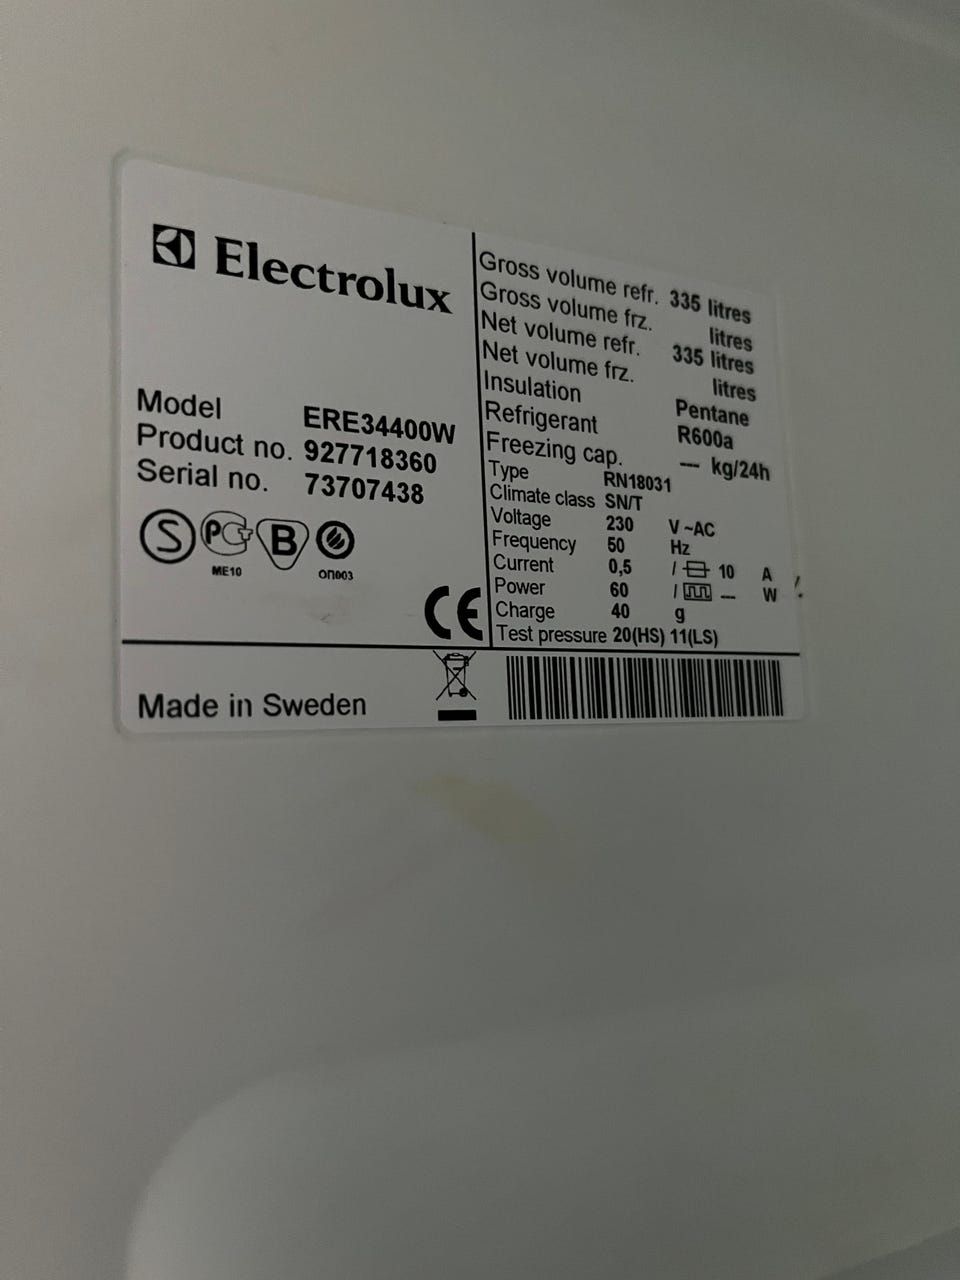 Electrolux
Model ERE34400W
Product no. 927718360
Serial no. 73707438
S PCT B
ME10 ОП003
CE
Gross volume refr. 335 litres
Gross volume frz. litres
Net volume refr. 335 litres
Net volume frz. litres
Insulation Pentane
Refrigerant R600a
Freezing cap. --- kg/24h
Type RN18031
Climate class SN/T
Voltage 230 V ~AC
Frequency 50 Hz
Current 0,5 / 10 A
Power 60 / --- W
Charge 40 g
Test pressure 20(HS) 11(LS)
Made in Sweden